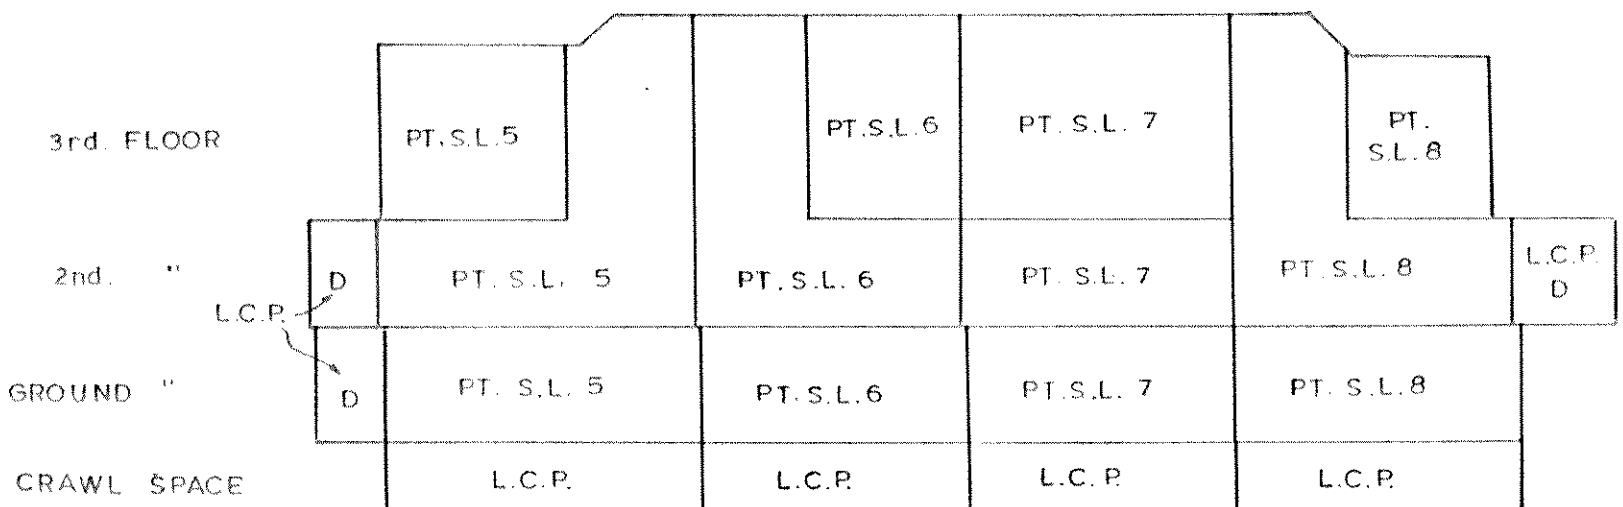 3rd. FLOOR PT. S.L. 5 PT. S.L. 6 PT. S.L. 7 PT.
S.L. 8
2nd. " D PT. S.L. 5 PT. S.L. 6 PT. S.L. 7 PT. S.L. 8 L.C.P.
D
L.C.P.
GROUND " D PT. S.L. 5 PT. S.L. 6 PT. S.L. 7 PT. S.L. 8
CRAWL SPACE L.C.P. L.C.P. L.C.P. L.C.P.